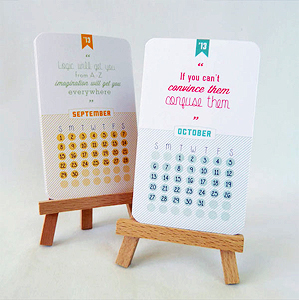 '13
Logic will get you
from A-Z
imagination will get you
everywhere
"
SEPTEMBER
S M T W T F S
1 2 3 4 5 6 7
8 9 10 11 12 13 14
15 16 17 18 19 20 21
22 23 24 25 26 27 28
29 30
'13
"
If you can't
convince them
confuse them
"
OCTOBER
S M T W T F S
1 2 3 4 5
6 7 8 9 10 11 12
13 14 15 16 17 18 19
20 21 22 23 24 25 26
27 28 29 30 31